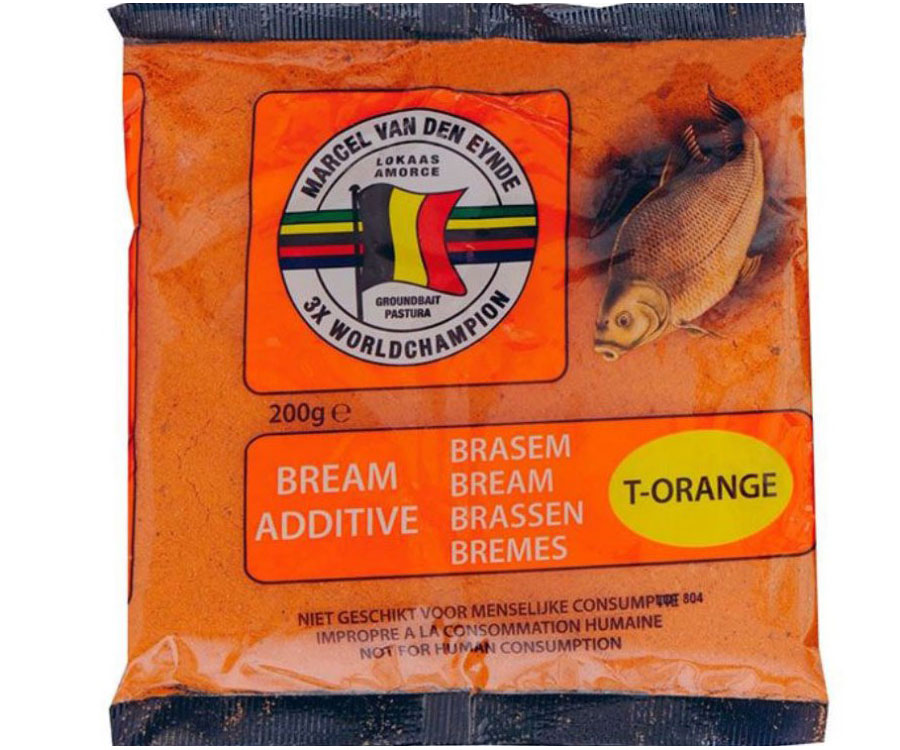 MARCEL VAN DEN EYNDE
LOKAAS
AMORCE
GROUNDBAIT
PASTURA
3X WORLDCHAMPION
200g ℮
BREAM
ADDITIVE
BRASEM
BREAM
BRASSEN
BREMES
T-ORANGE
NIET GESCHIKT VOOR MENSELIJKE CONSUMPTIE
804
IMPROPRE A LA CONSOMMATION HUMAINE
NOT FOR HUMAN CONSUMPTION